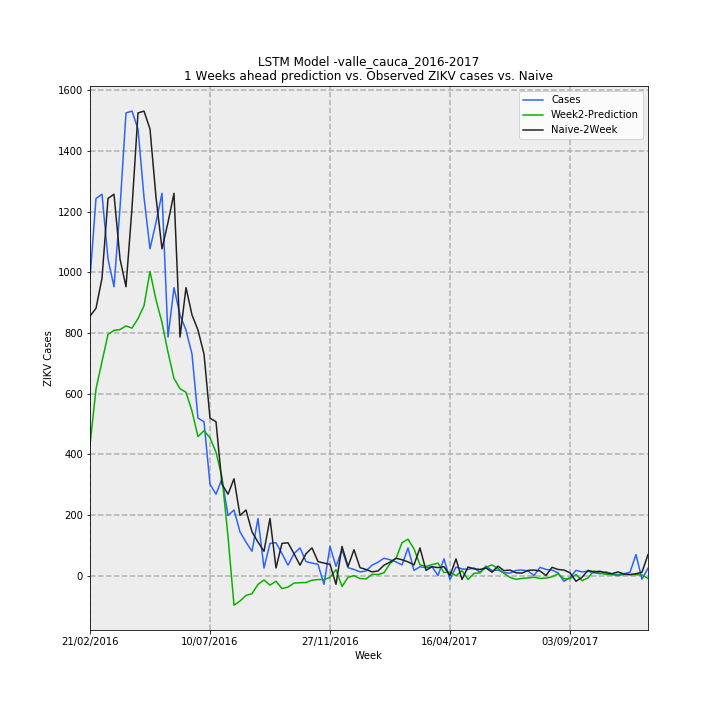 LSTM Model -valle_cauca_2016-2017
1 Weeks ahead prediction vs. Observed ZIKV cases vs. Naive
Cases
Week2-Prediction
Naive-2Week
ZIKV Cases
1600
1400
1200
1000
800
600
400
200
0
21/02/2016 10/07/2016 27/11/2016 16/04/2017 03/09/2017
Week